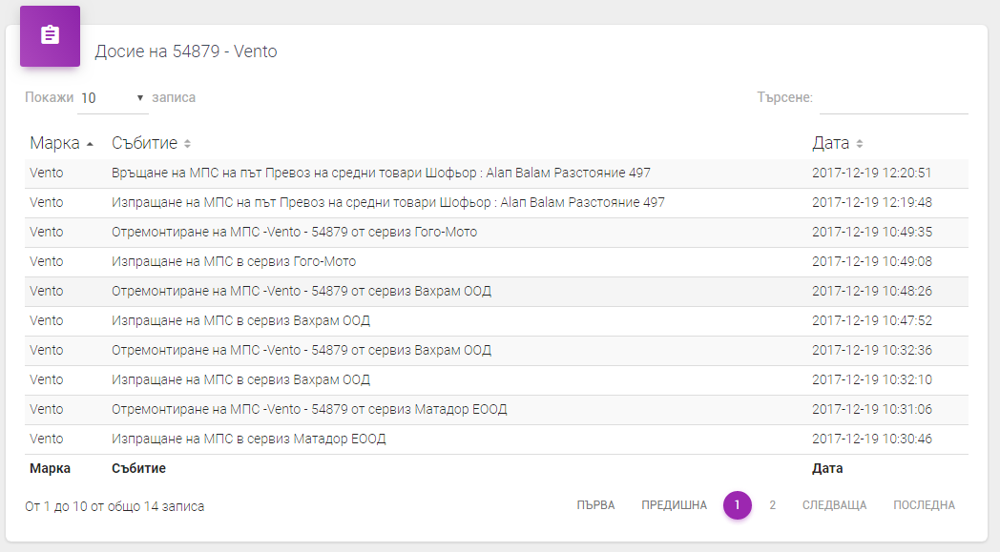 Досие на 54879 - Vento
Покажи 10 записа Търсене:
Марка Събитие Дата
Vento Връщане на МПС на път Превоз на средни товари Шофьор : Alan Balam Разстояние 497 2017-12-19 12:20:51
Vento Изпращане на МПС на път Превоз на средни товари Шофьор : Alan Balam Разстояние 497 2017-12-19 12:19:48
Vento Отремонтиране на МПС -Vento - 54879 от сервиз Гого-Мото 2017-12-19 10:49:35
Vento Изпращане на МПС в сервиз Гого-Мото 2017-12-19 10:49:08
Vento Отремонтиране на МПС -Vento - 54879 от сервиз Вахрам ООД 2017-12-19 10:48:26
Vento Изпращане на МПС в сервиз Вахрам ООД 2017-12-19 10:47:52
Vento Отремонтиране на МПС -Vento - 54879 от сервиз Вахрам ООД 2017-12-19 10:32:36
Vento Изпращане на МПС в сервиз Вахрам ООД 2017-12-19 10:32:10
Vento Отремонтиране на МПС -Vento - 54879 от сервиз Матадор ЕООД 2017-12-19 10:31:06
Vento Изпращане на МПС в сервиз Матадор ЕООД 2017-12-19 10:30:46
Марка Събитие Дата
От 1 до 10 от общо 14 записа ПЪРВА ПРЕДИШНА 1 2 СЛЕДВАЩА ПОСЛЕДНА